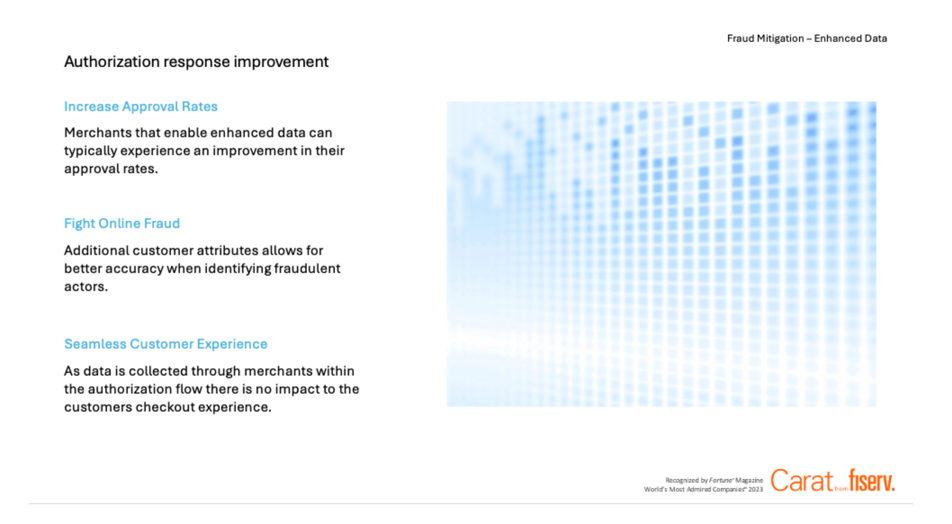 Fraud Mitigation – Enhanced Data
Authorization response improvement
Increase Approval Rates
Merchants that enable enhanced data can
typically experience an improvement in their
approval rates.
Fight Online Fraud
Additional customer attributes allows for
better accuracy when identifying fraudulent
actors.
Seamless Customer Experience
As data is collected through merchants within
the authorization flow there is no impact to the
customers checkout experience.
Recognized by Fortune® Magazine
World's Most Admired Companies® 2023
Carat from fiserv.